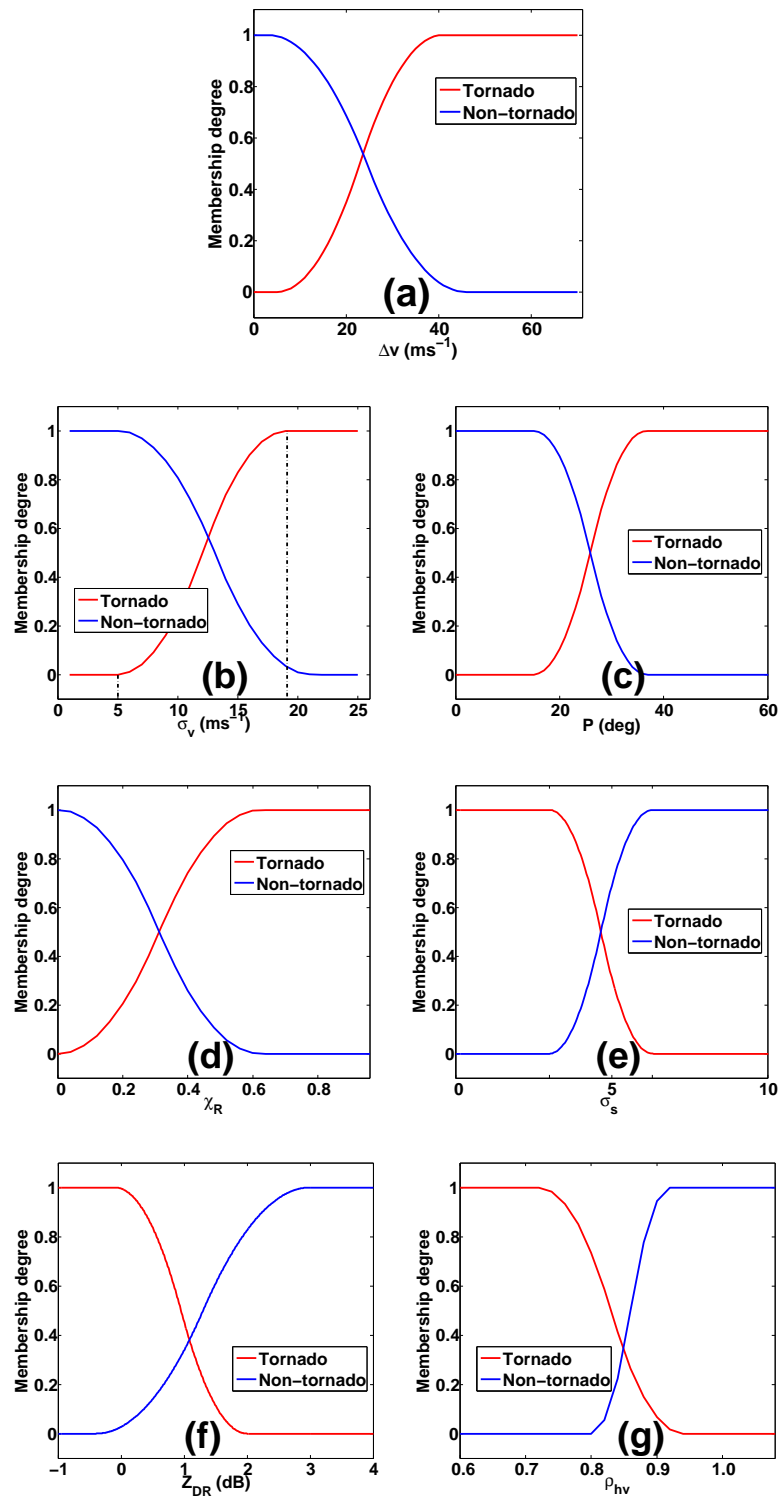 1
0.8
0.6
0.4
0.2
0
Membership degree
Tornado
Non−tornado
(a)
0 20 40 60
Δv (ms⁻¹)
1
0.8
0.6
0.4
0.2
0
Membership degree
Tornado
Non−tornado
(b)
0 5 10 15 20 25
σv (ms⁻¹)
1
0.8
0.6
0.4
0.2
0
Membership degree
Tornado
Non−tornado
(c)
0 20 40 60
P (deg)
1
0.8
0.6
0.4
0.2
0
Membership degree
Tornado
Non−tornado
(d)
0 0.2 0.4 0.6 0.8
χR
1
0.8
0.6
0.4
0.2
0
Membership degree
Tornado
Non−tornado
(e)
0 5 10
σs
1
0.8
0.6
0.4
0.2
0
Membership degree
Tornado
Non−tornado
(f)
−1 0 1 2 3 4
ZDR (dB)
1
0.8
0.6
0.4
0.2
0
Membership degree
Tornado
Non−tornado
(g)
0.6 0.7 0.8 0.9 1.0
ρhv